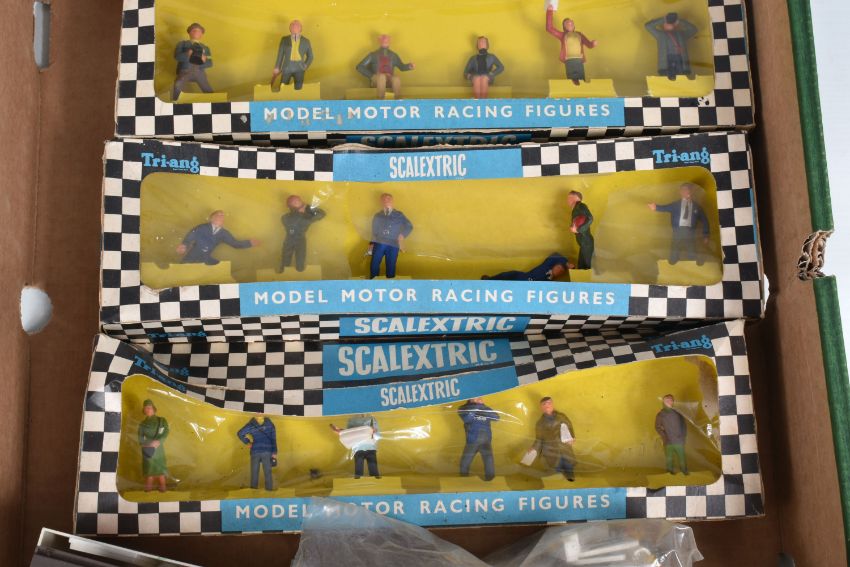 MODEL MOTOR RACING FIGURES
SCALEXTRIC
Tri-ang
SCALEXTRIC
Tri-ang
MODEL MOTOR RACING FIGURES
SCALEXTRIC
SCALEXTRIC
Tri-ang
Tri-ang
SCALEXTRIC
MODEL MOTOR RACING FIGURES